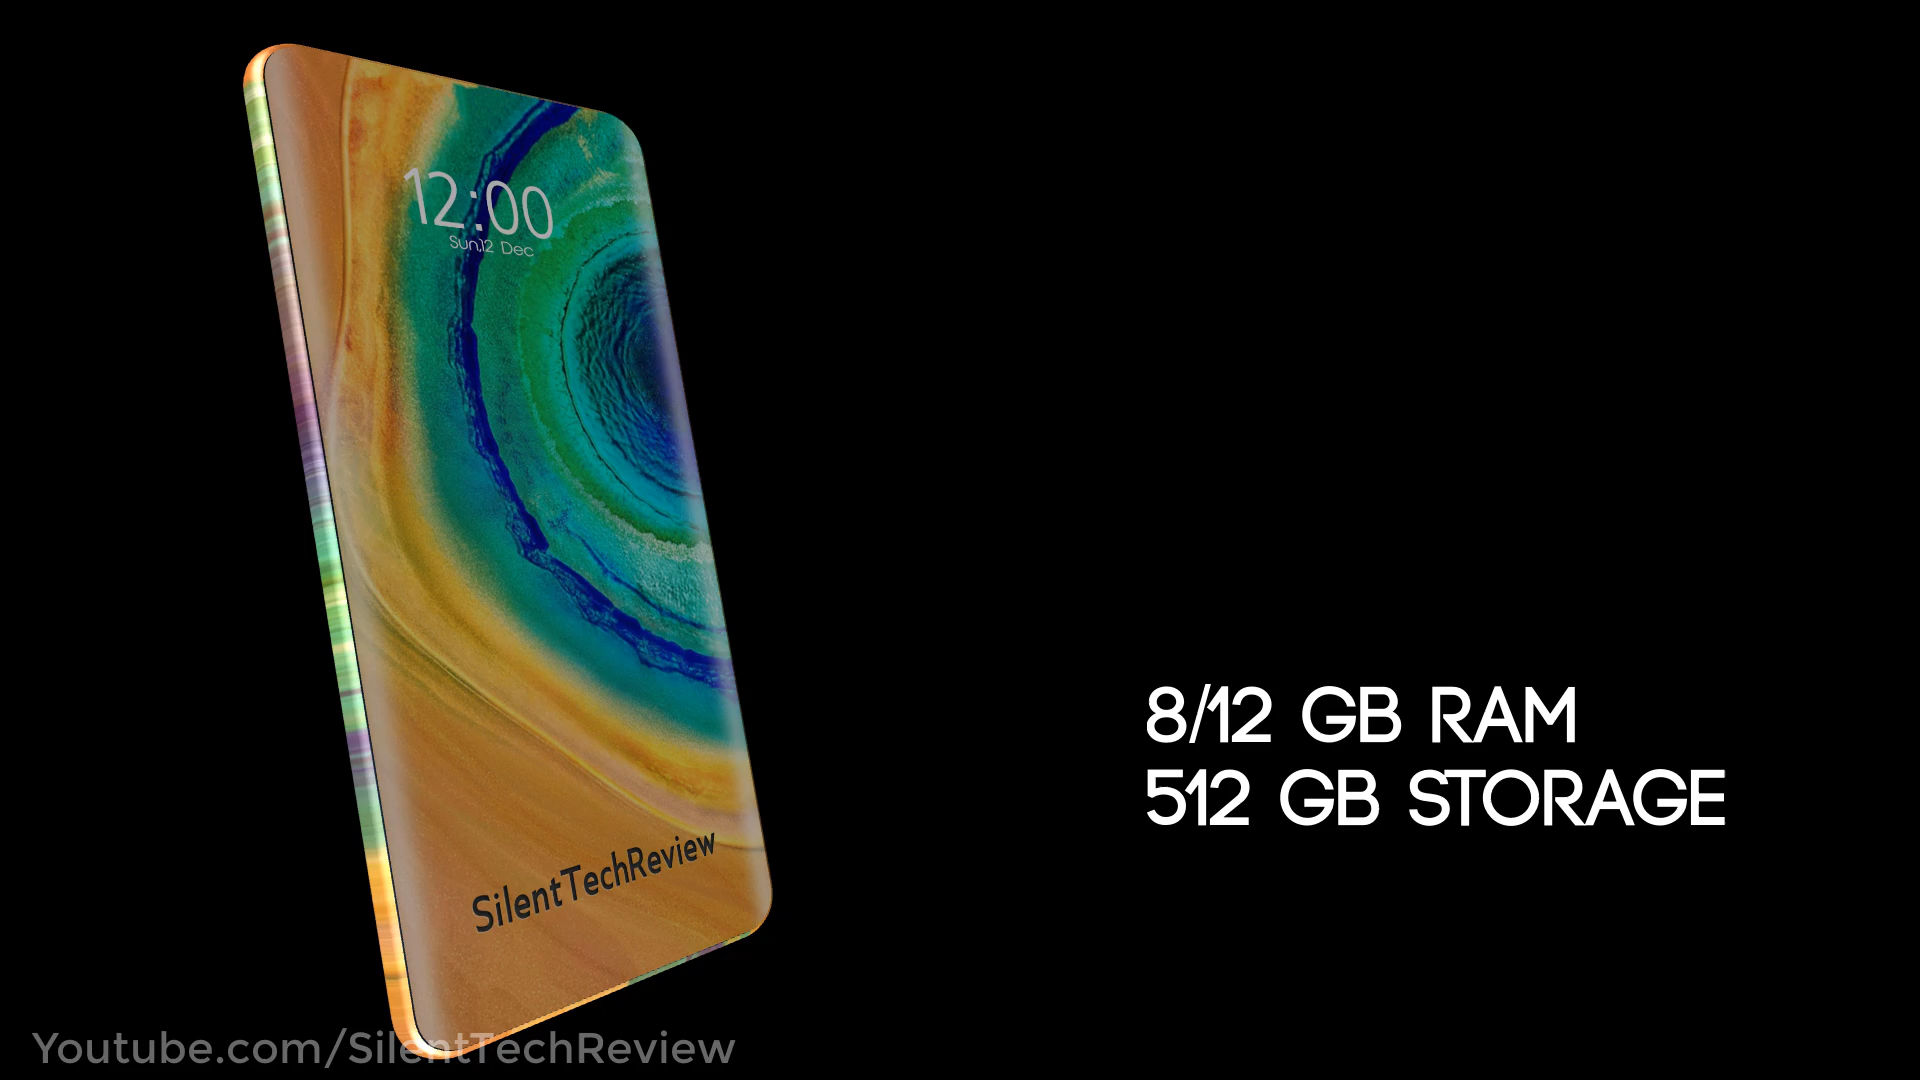 12:00
Sun,12 Dec
8/12 GB RAM
512 GB STORAGE
SilentTechReview
Youtube.com/SilentTechReview